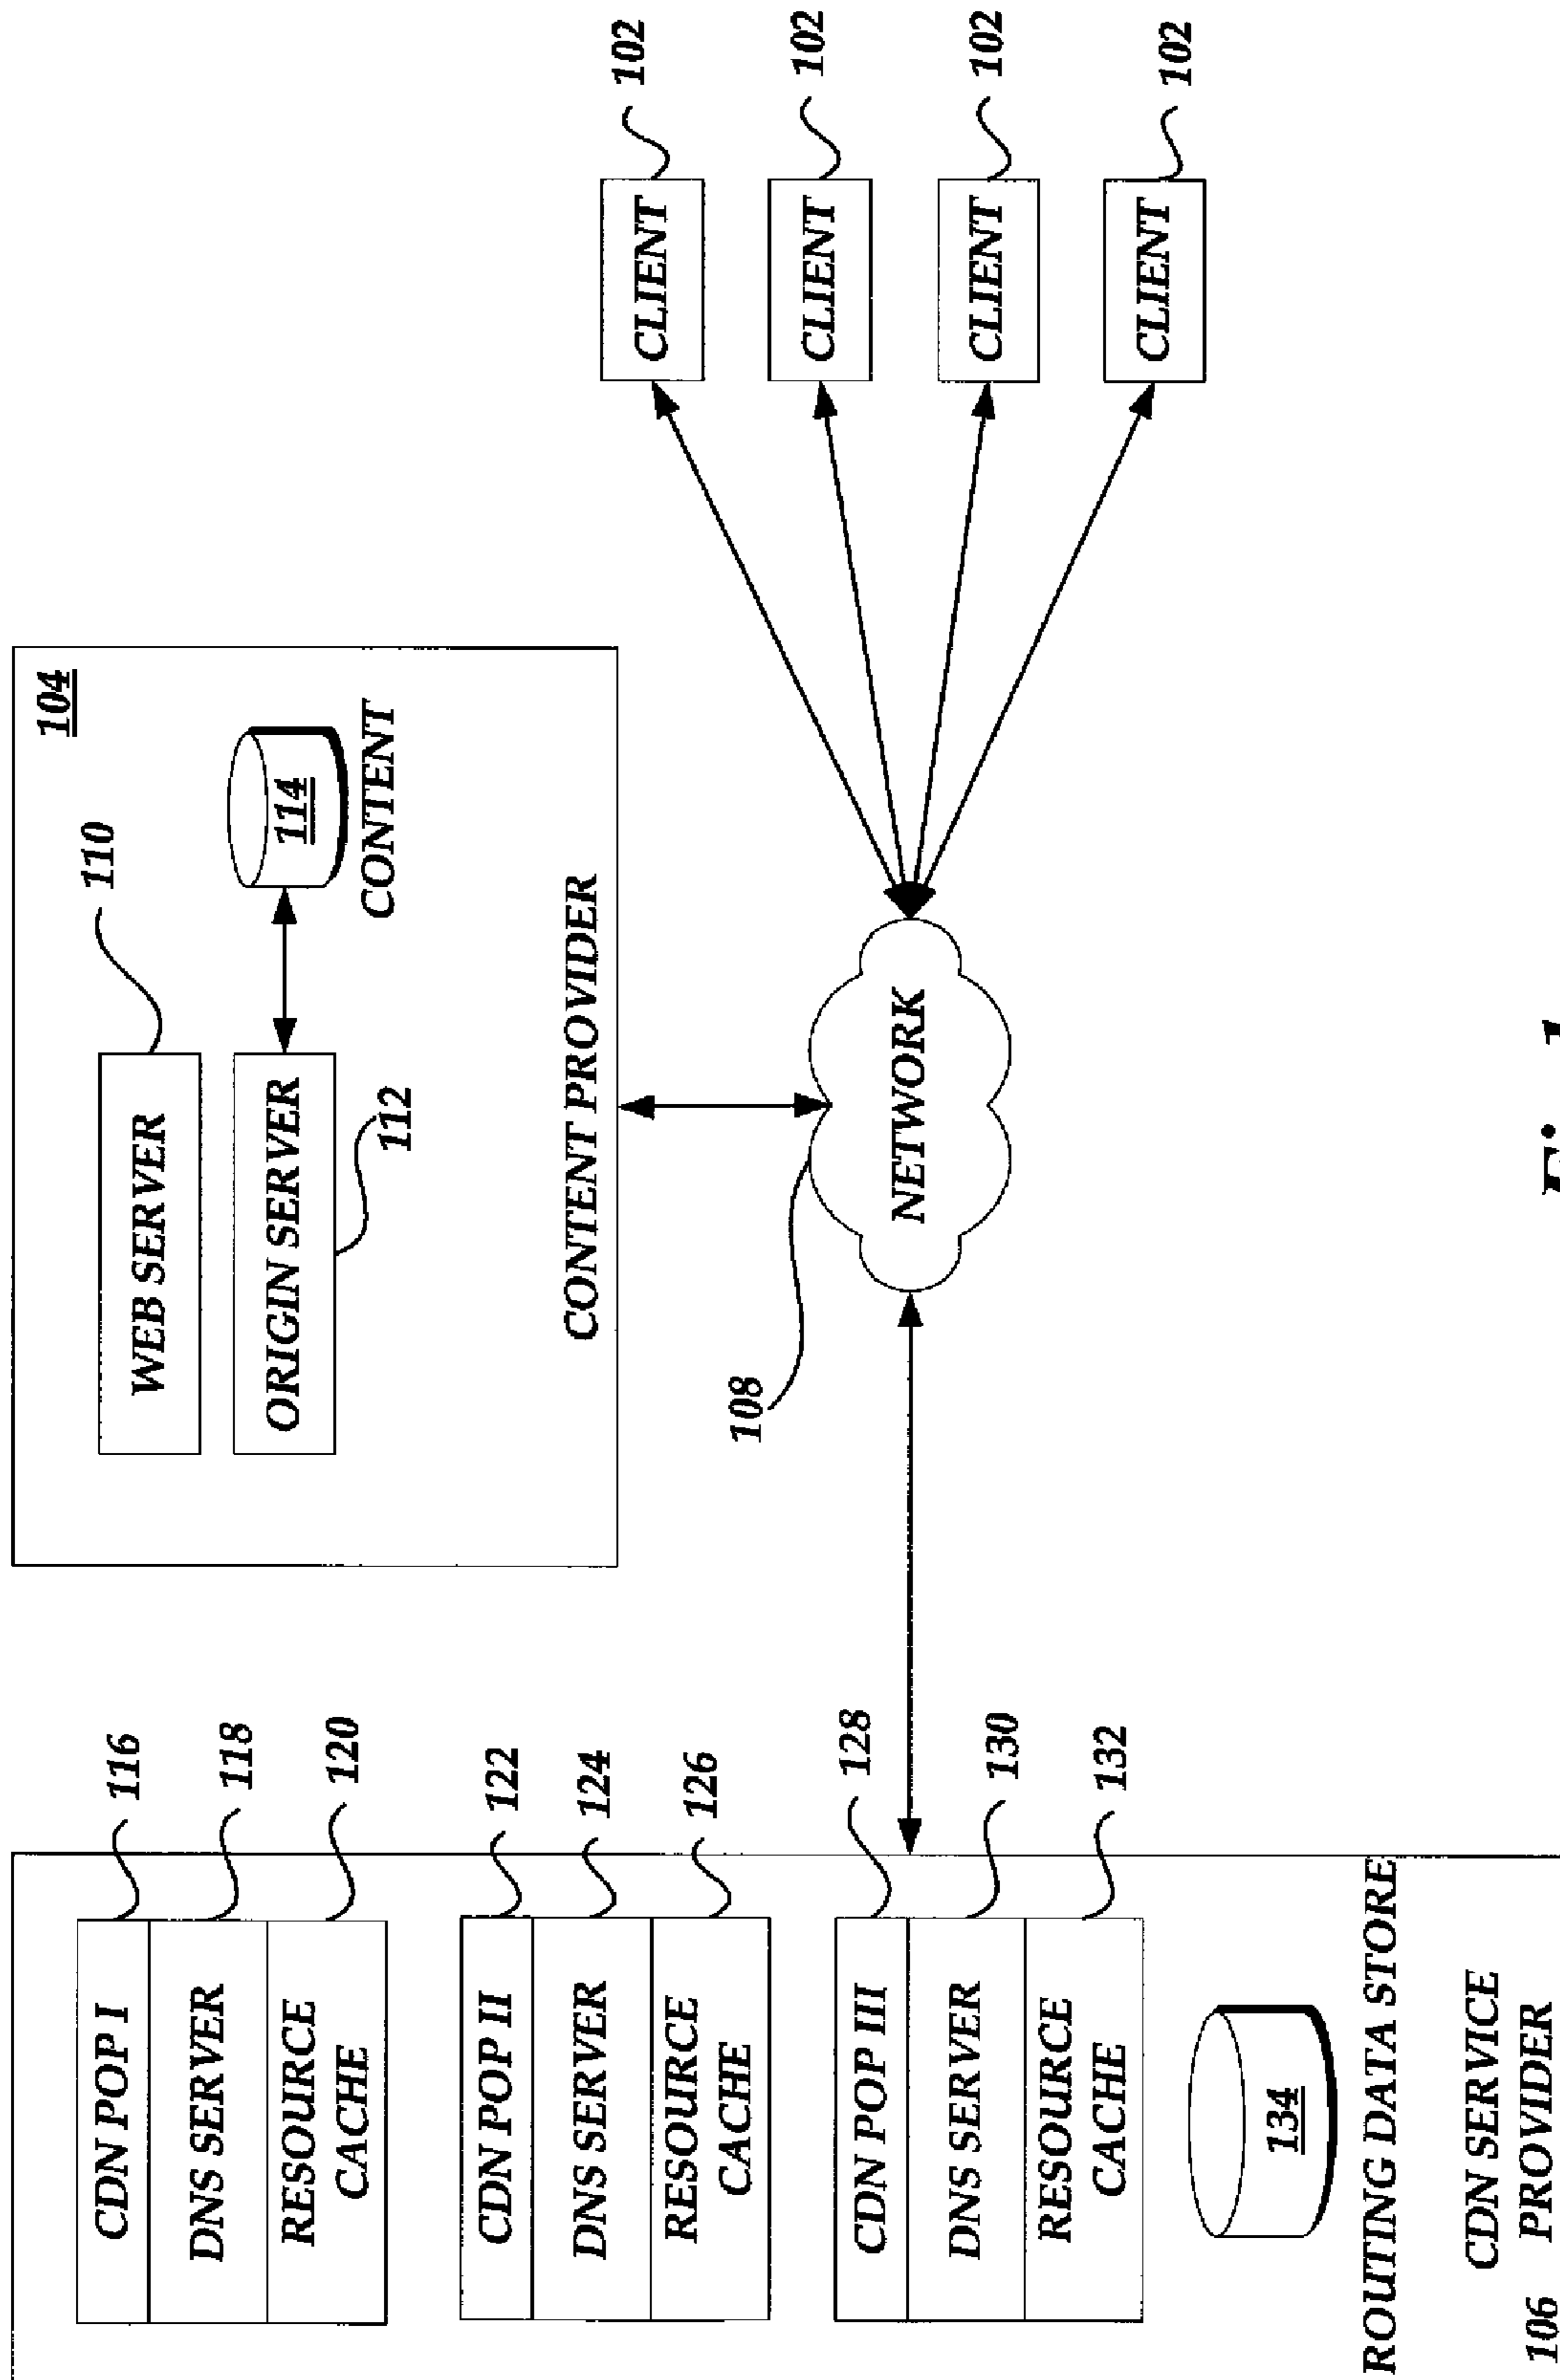 CDN POP I
116
DNS SERVER
118
RESOURCE
CACHE
120
CDN POP II
122
DNS SERVER
124
RESOURCE
CACHE
126
CDN POP III
128
DNS SERVER
130
RESOURCE
CACHE
132
134
ROUTING DATA STORE
CDN SERVICE
106 PROVIDER
104
WEB SERVER
110
ORIGIN SERVER
112
114
CONTENT
CONTENT PROVIDER
108
NETWORK
CLIENT
102
CLIENT
102
CLIENT
102
CLIENT
102